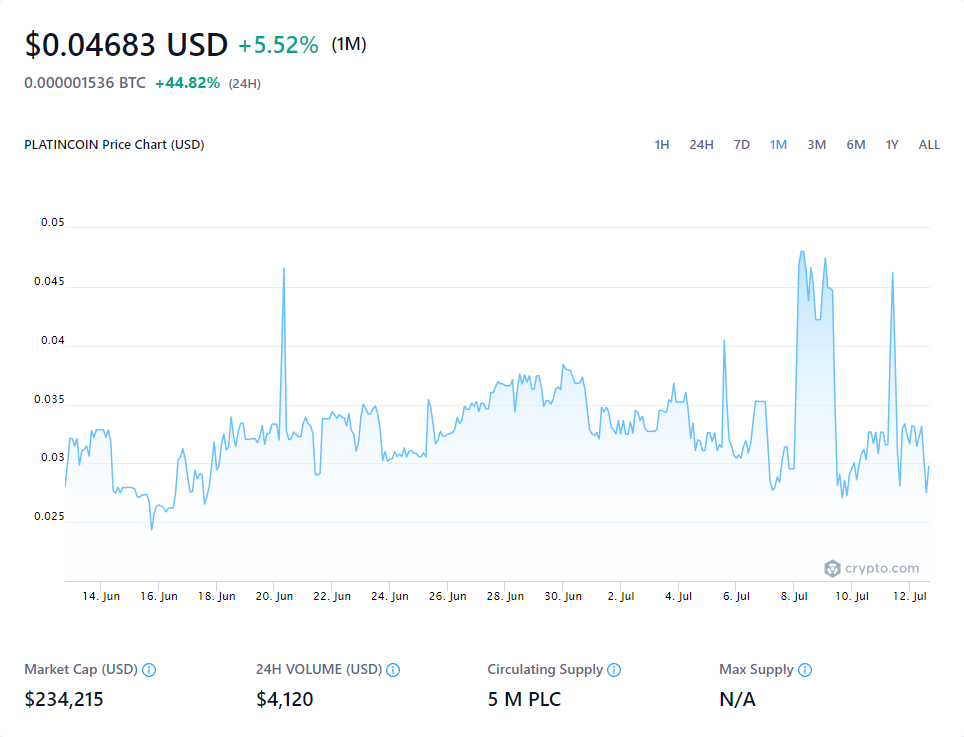 $0.04683 USD +5.52% (1M)
0.000001536 BTC +44.82% (24H)
PLATINCOIN Price Chart (USD) 1H 24H 7D 1M 3M 6M 1Y ALL
0.05
0.045
0.04
0.035
0.03
0.025
crypto.com
14. Jun 16. Jun 18. Jun 20. Jun 22. Jun 24. Jun 26. Jun 28. Jun 30. Jun 2. Jul 4. Jul 6. Jul 8. Jul 10. Jul 12. Jul
Market Cap (USD) 24H VOLUME (USD) Circulating Supply Max Supply
$234,215 $4,120 5 M PLC N/A